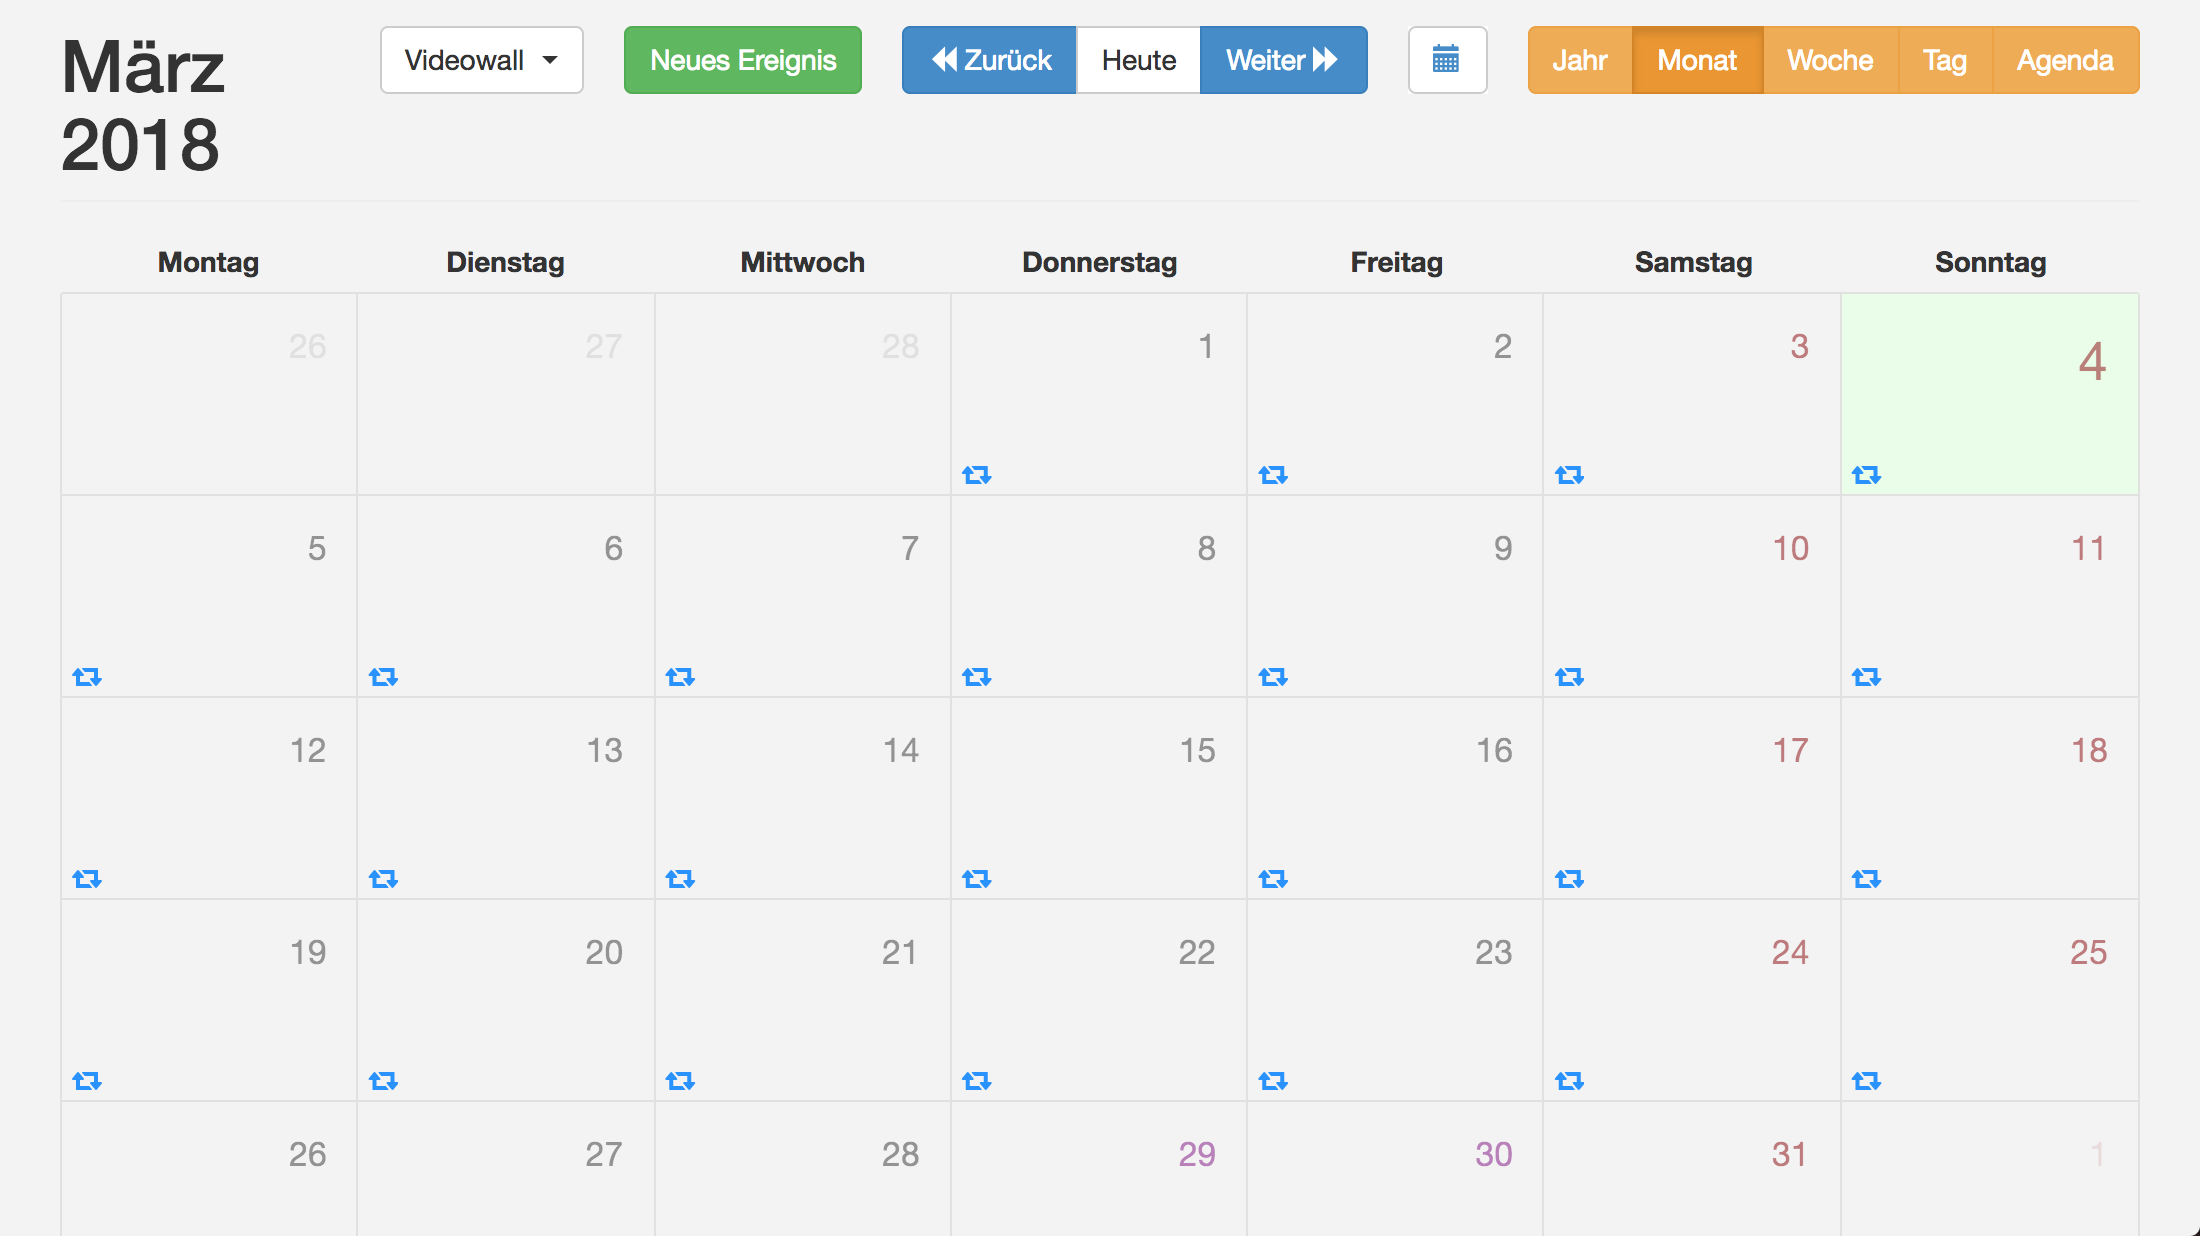 März
2018
Videowall
Neues Ereignis
Zurück Heute Weiter
Jahr Monat Woche Tag Agenda
Montag Dienstag Mittwoch Donnerstag Freitag Samstag Sonntag
26 27 28 1 2 3 4
5 6 7 8 9 10 11
12 13 14 15 16 17 18
19 20 21 22 23 24 25
26 27 28 29 30 31 1